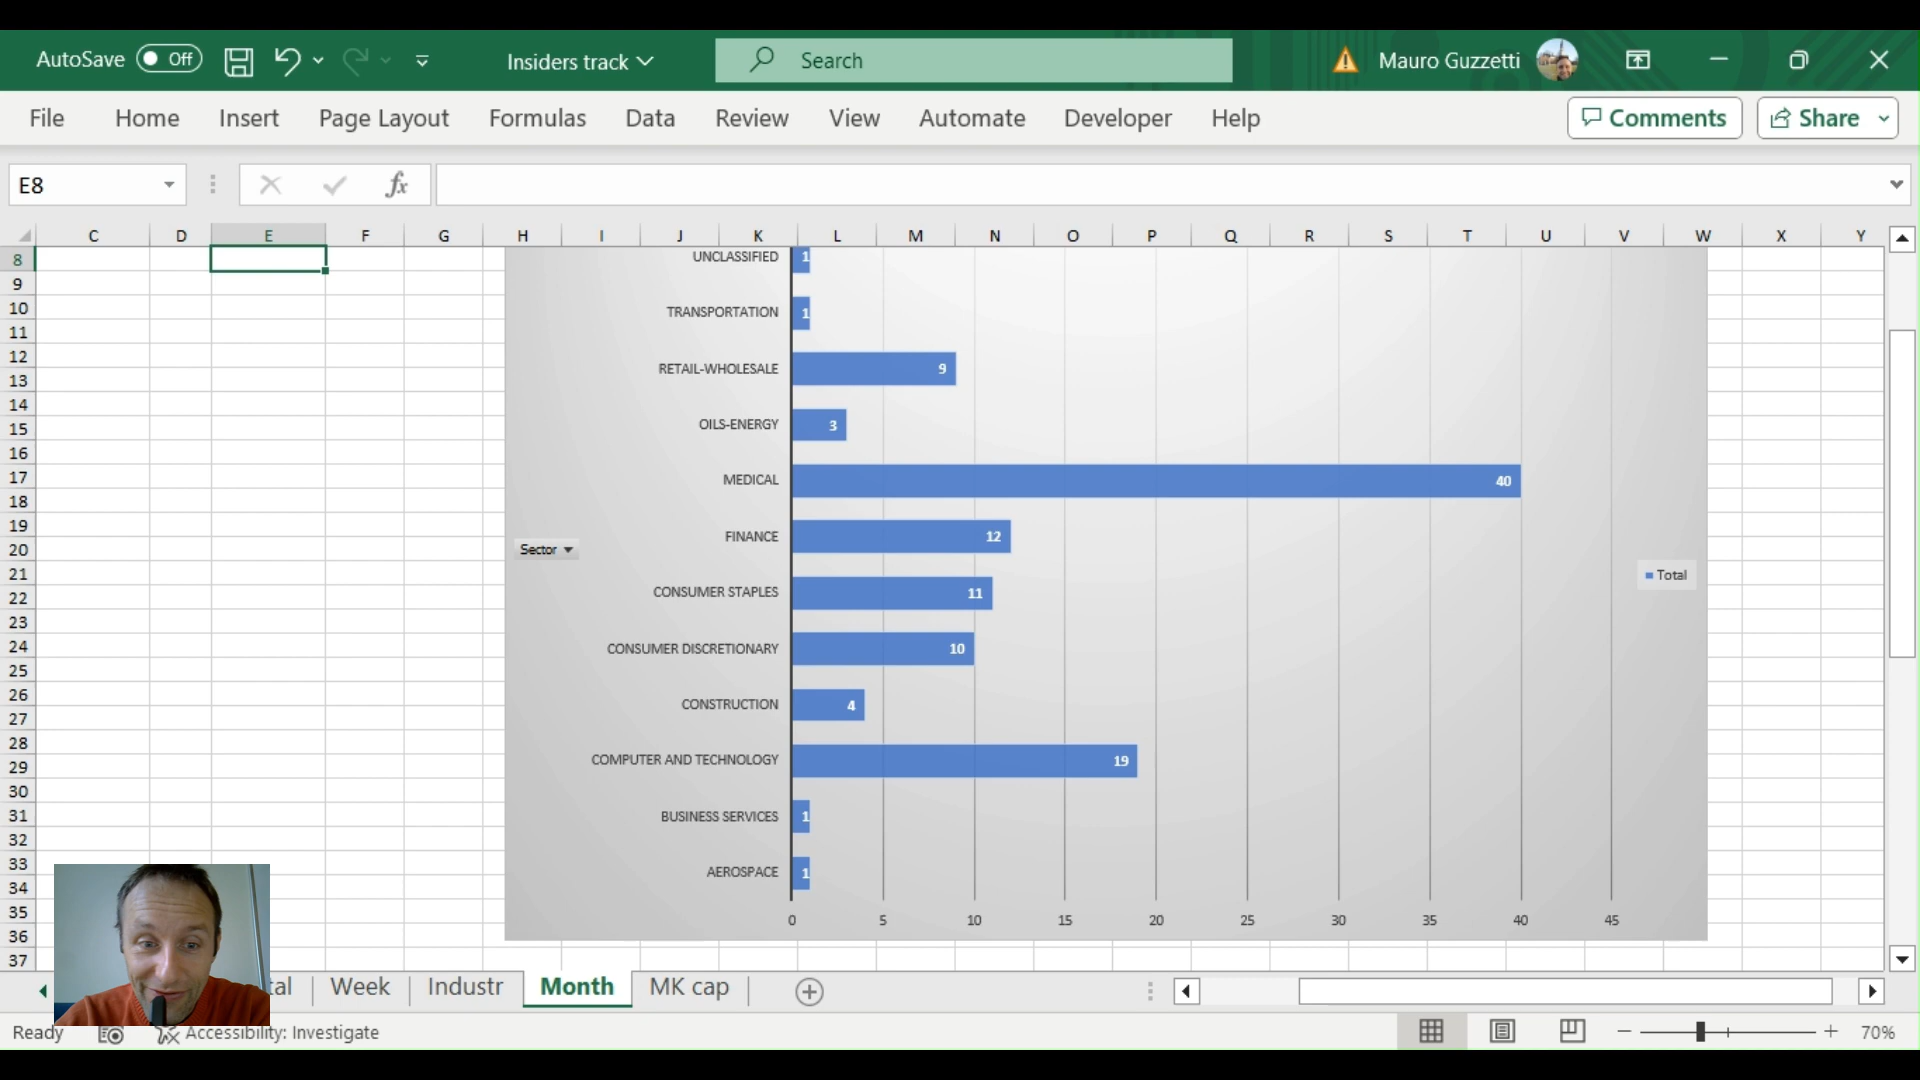 AutoSave Off Insiders track Search Mauro Guzzetti
File Home Insert Page Layout Formulas Data Review View Automate Developer Help Comments Share
E8 fx
C D E F G H I J K L M N O P Q R S T U V W X Y
8
9
10
11
12
13
14
15
16
17
18
19
20
21
22
23
24
25
26
27
28
29
30
31
32
33
34
35
36
37
UNCLASSIFIED 1
TRANSPORTATION 1
RETAIL-WHOLESALE 9
OILS-ENERGY 3
MEDICAL 40
FINANCE 12
Sector
Total
CONSUMER STAPLES 11
CONSUMER DISCRETIONARY 10
CONSTRUCTION 4
COMPUTER AND TECHNOLOGY 19
BUSINESS SERVICES 1
AEROSPACE 1
0 5 10 15 20 25 30 35 40 45
tal Week Industr Month MK cap
Ready Accessibility: Investigate 70%